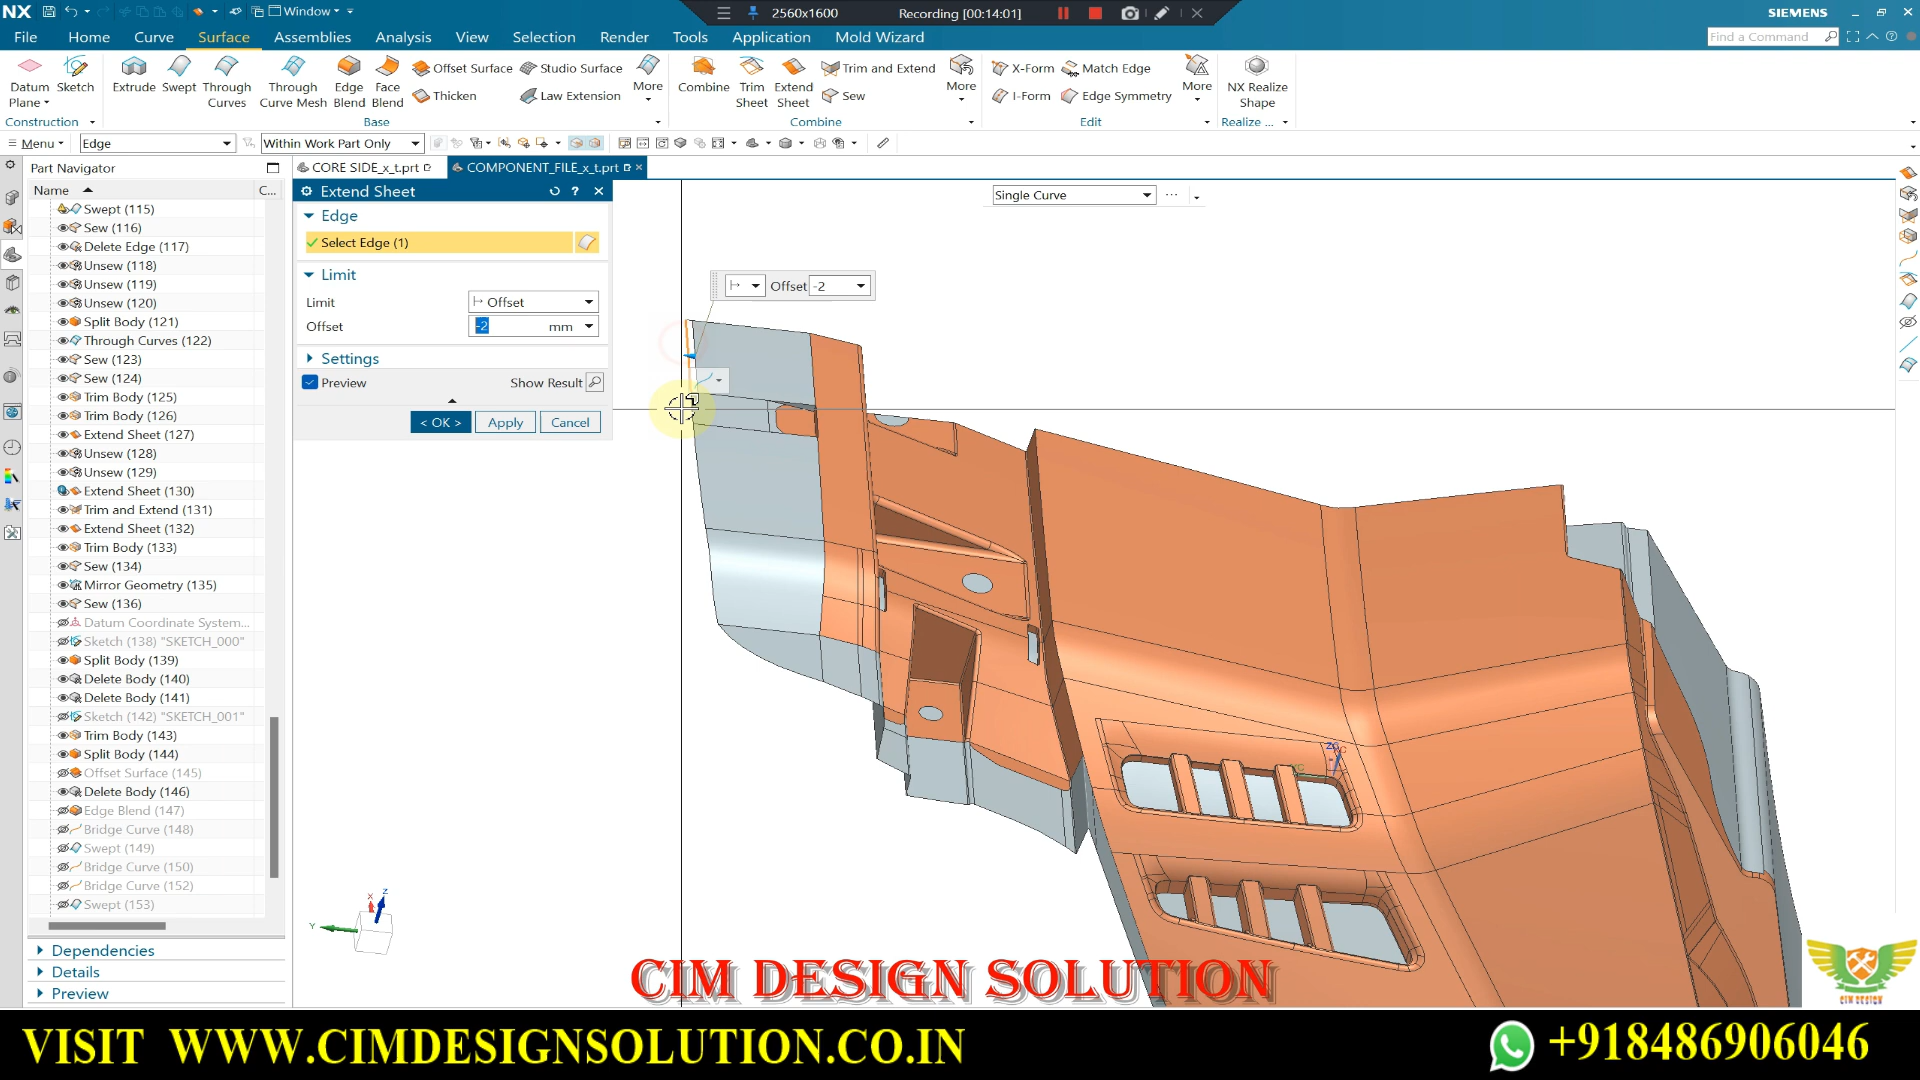 NX
Window
2560x1600
Recording [00:14:01]
SIEMENS
File Home Curve Surface Assemblies Analysis View Selection Render Tools Application Mold Wizard
Find a Command
Datum Plane
Sketch
Extrude
Swept
Through Curves
Through Curve Mesh
Edge Blend
Face Blend
Offset Surface
Thicken
Studio Surface
Law Extension
More
Combine
Trim Sheet
Extend Sheet
Trim and Extend
Sew
More
X-Form
I-Form
Match Edge
Edge Symmetry
More
NX Realize Shape
Construction
Base
Combine
Edit
Realize ...
Menu
Edge
Within Work Part Only
Part Navigator
CORE SIDE_x_t.prt
COMPONENT_FILE_x_t.prt
Name
C...
Swept (115)
Sew (116)
Delete Edge (117)
Unsew (118)
Unsew (119)
Unsew (120)
Split Body (121)
Through Curves (122)
Sew (123)
Sew (124)
Trim Body (125)
Trim Body (126)
Extend Sheet (127)
Unsew (128)
Unsew (129)
Extend Sheet (130)
Trim and Extend (131)
Extend Sheet (132)
Trim Body (133)
Sew (134)
Mirror Geometry (135)
Sew (136)
Datum Coordinate System...
Sketch (138) "SKETCH_000"
Split Body (139)
Delete Body (140)
Delete Body (141)
Sketch (142) "SKETCH_001"
Trim Body (143)
Split Body (144)
Offset Surface (145)
Delete Body (146)
Edge Blend (147)
Bridge Curve (148)
Swept (149)
Bridge Curve (150)
Bridge Curve (152)
Swept (153)
Dependencies
Details
Preview
Extend Sheet
Edge
Select Edge (1)
Limit
Limit Offset
Offset -2 mm
Settings
Preview Show Result
< OK > Apply Cancel
Single Curve
Offset -2
X Z
Y
CIM DESIGN SOLUTION
CIM DESIGN
VISIT WWW.CIMDESIGNSOLUTION.CO.IN
+918486906046